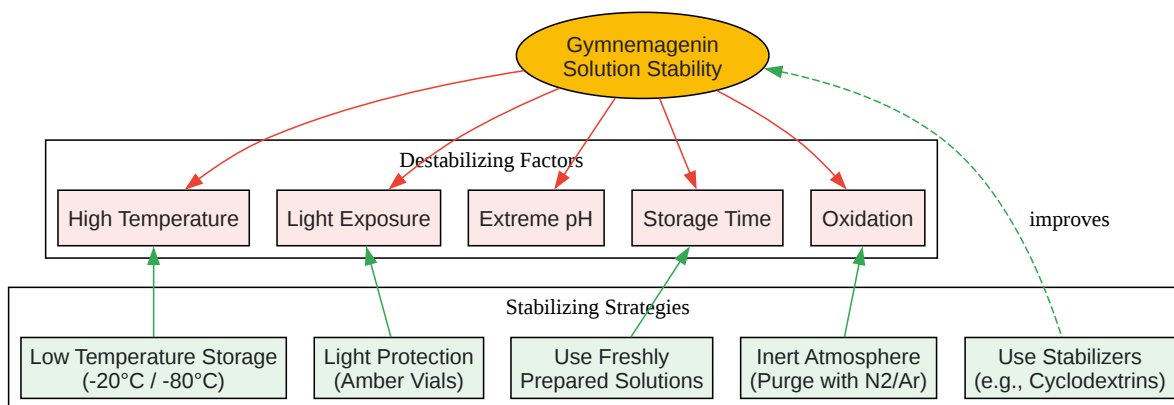 Gymnemagenin
Solution Stability
Destabilizing Factors
High Temperature
Light Exposure
Extreme pH
Storage Time
Oxidation
improves
Stabilizing Strategies
Low Temperature Storage
(-20°C / -80°C)
Light Protection
(Amber Vials)
Use Freshly
Prepared Solutions
Inert Atmosphere
(Purge with N2/Ar)
Use Stabilizers
(e.g., Cyclodextrins)